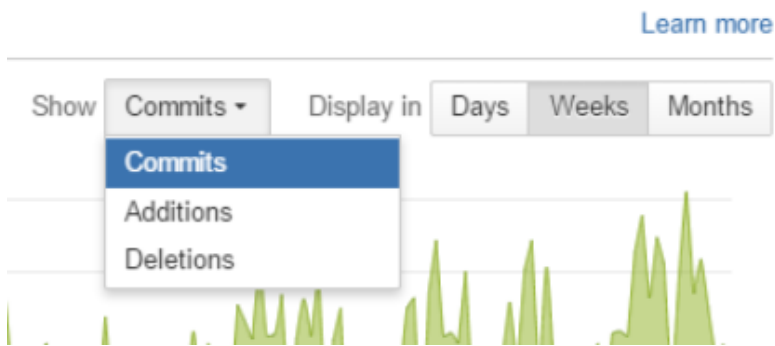 Learn more
Show Commits Display in Days Weeks Months
Commits
Additions
Deletions